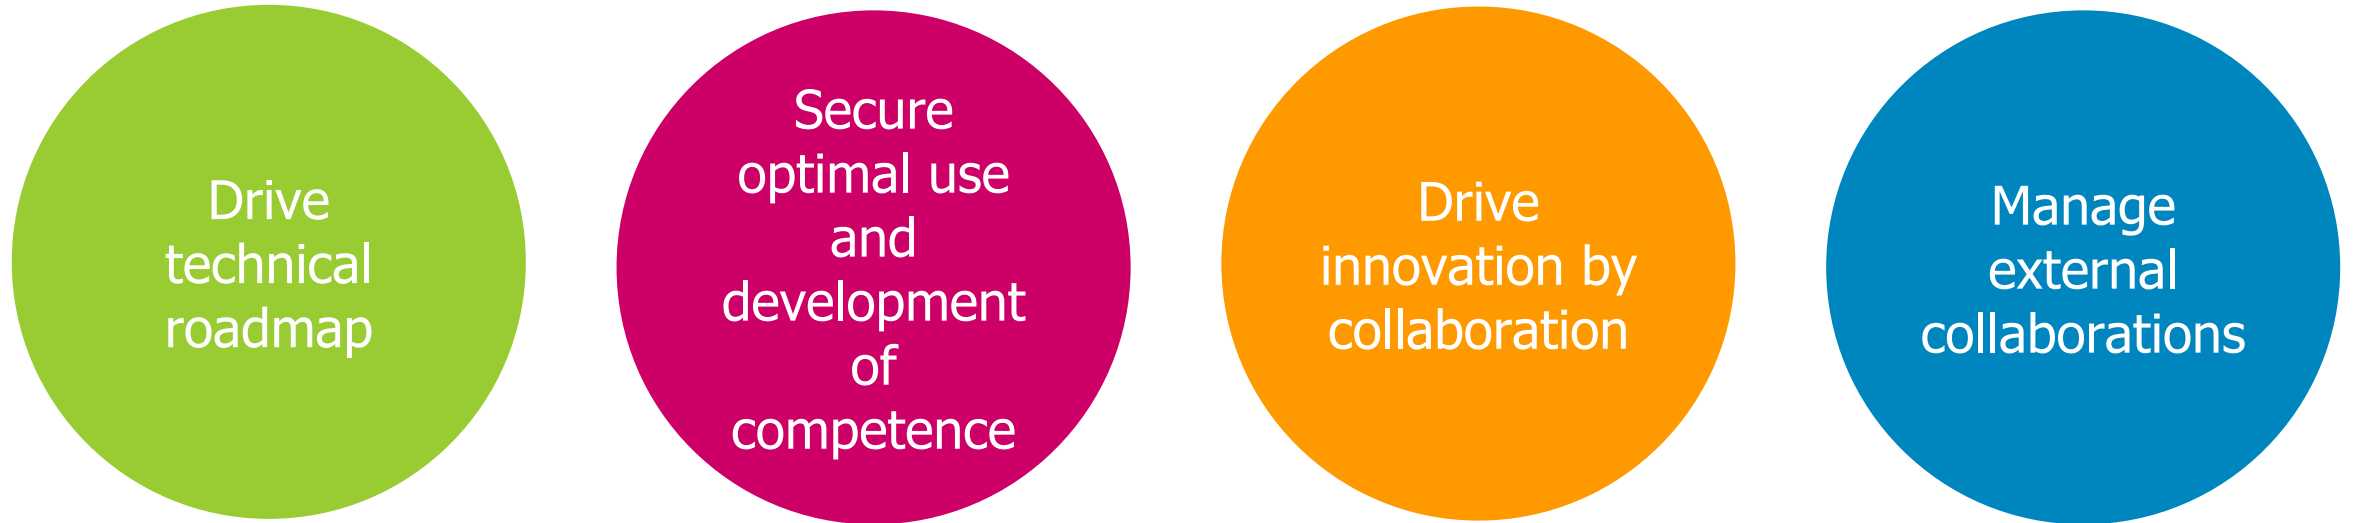 Drive
technical
roadmap
Secure
optimal use
and
development
of
competence
Drive
innovation by
collaboration
Manage
external
collaborations